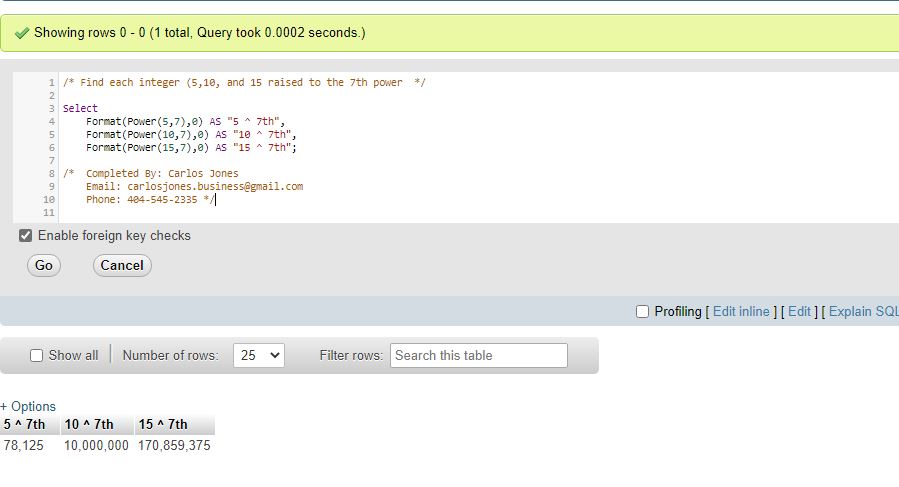 Showing rows 0 - 0 (1 total, Query took 0.0002 seconds.)
1 /* Find each integer (5,10, and 15 raised to the 7th power */
2
3 Select
4 Format(Power(5,7),0) AS "5 ^ 7th",
5 Format(Power(10,7),0) AS "10 ^ 7th",
6 Format(Power(15,7),0) AS "15 ^ 7th";
7
8 /* Completed By: Carlos Jones
9 Email: carlosjones.business@gmail.com
10 Phone: 404-545-2335 */
11
Enable foreign key checks
Go Cancel
Profiling [ Edit inline ] [ Edit ] [ Explain SQL
Show all Number of rows: 25 Filter rows: Search this table
+ Options
5 ^ 7th 10 ^ 7th 15 ^ 7th
78,125 10,000,000 170,859,375